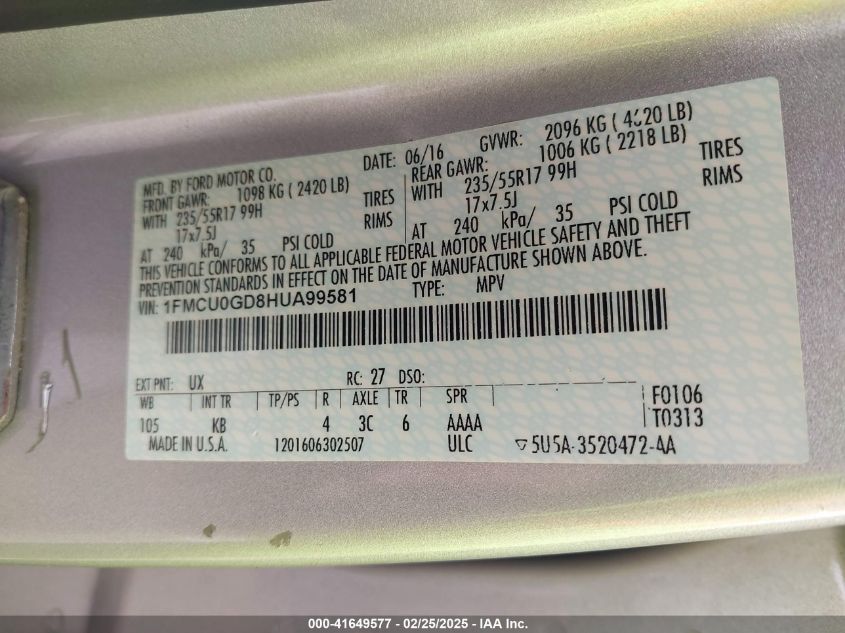 MFD. BY FORD MOTOR CO. DATE: 06/16 GVWR: 2096 KG ( 4620 LB)
FRONT GAWR: 1098 KG ( 2420 LB) REAR GAWR: 1006 KG ( 2218 LB)
WITH 235/55R17 99H TIRES WITH 235/55R17 99H TIRES
17x7.5J RIMS 17x7.5J RIMS
AT 240 kPa/ 35 PSI COLD AT 240 kPa/ 35 PSI COLD
THIS VEHICLE CONFORMS TO ALL APPLICABLE FEDERAL MOTOR VEHICLE SAFETY AND THEFT
PREVENTION STANDARDS IN EFFECT ON THE DATE OF MANUFACTURE SHOWN ABOVE.
VIN: 1FMCU0GD8HUA99581 TYPE: MPV
EXT PNT: UX RC: 27 DSO:
WB INT TR TP/PS R AXLE TR SPR F0106
105 KB 4 3C 6 AAAA T0313
MADE IN U.S.A. 1201606302507 ULC ▽5U5A-3520472-AA
000-41649577 - 02/25/2025 - IAA Inc.